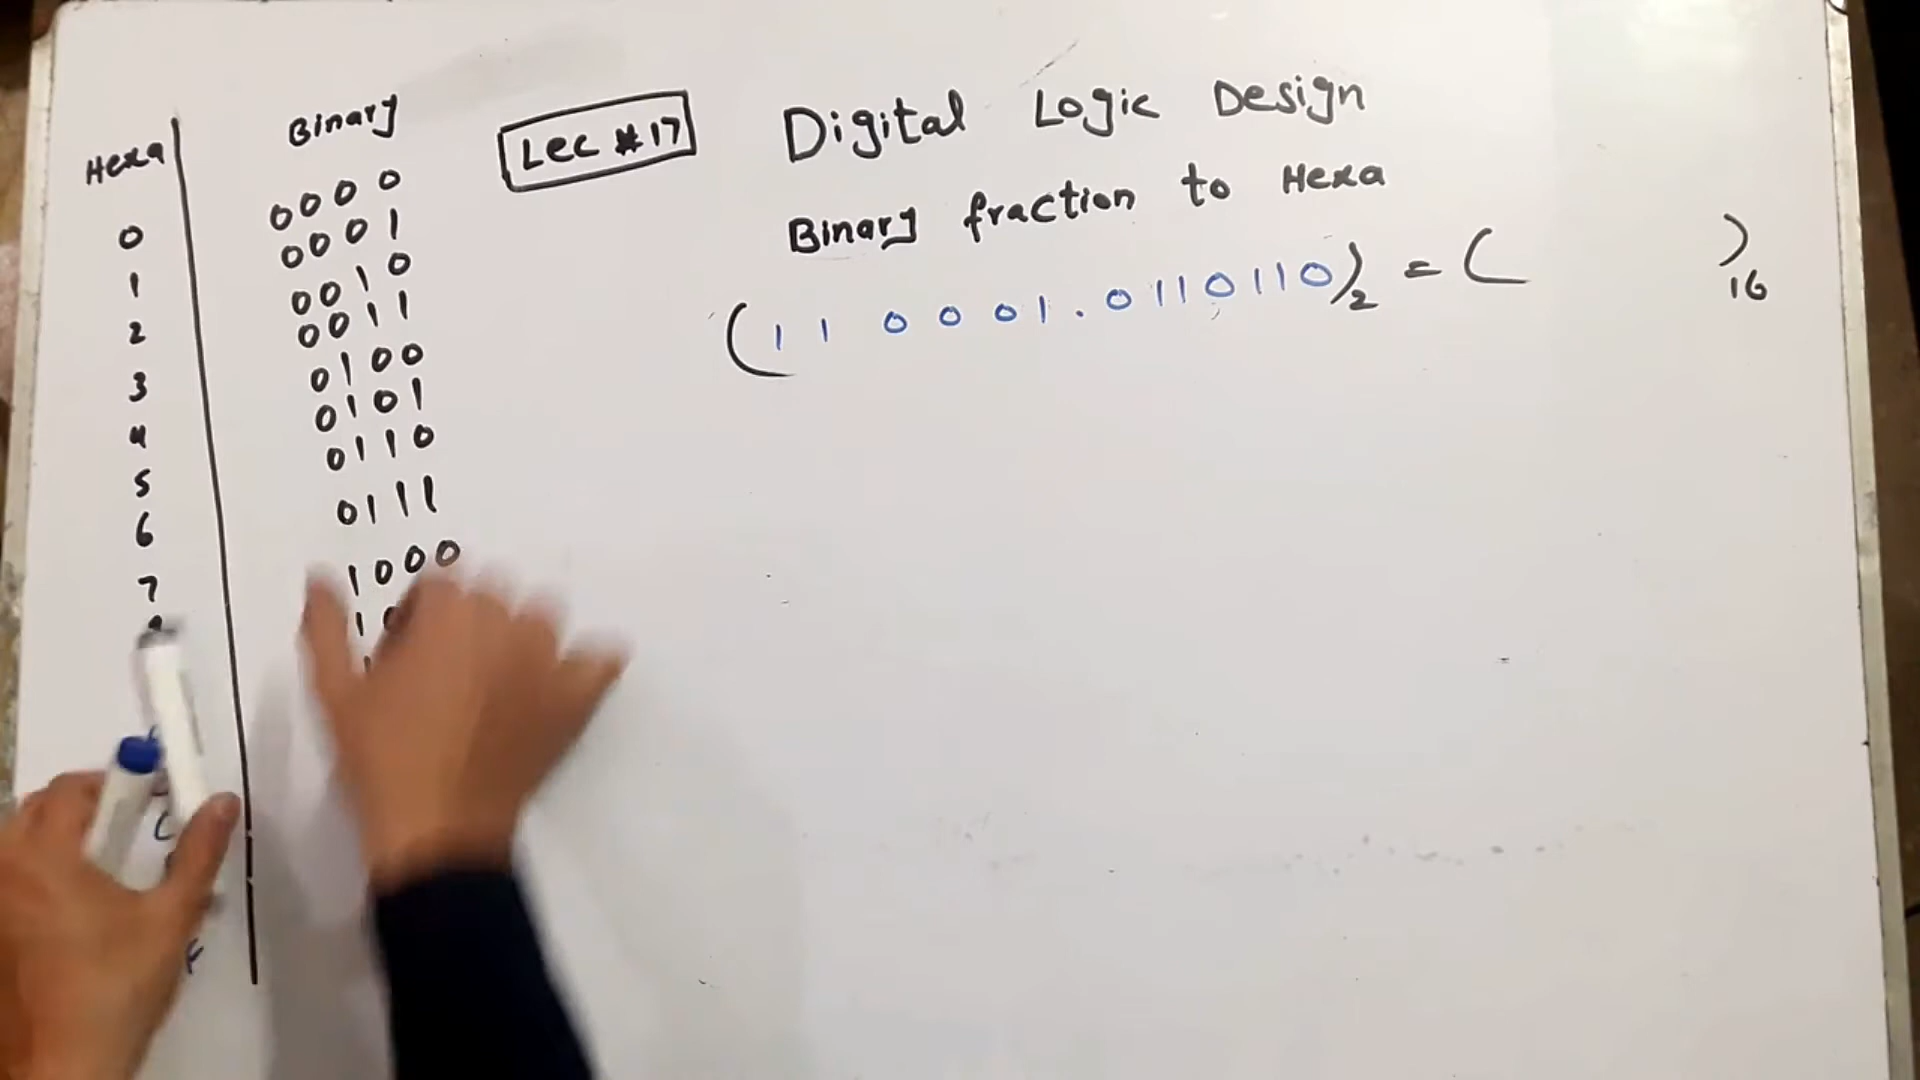 Hexa Binary
0 0000
1 0001
2 0010
3 0011
4 0100
5 0101
6 0110
7 0111
1000
F
Lec #17
Digital Logic Design
Binary fraction to Hexa
(110001.0110110)2 = ( )16